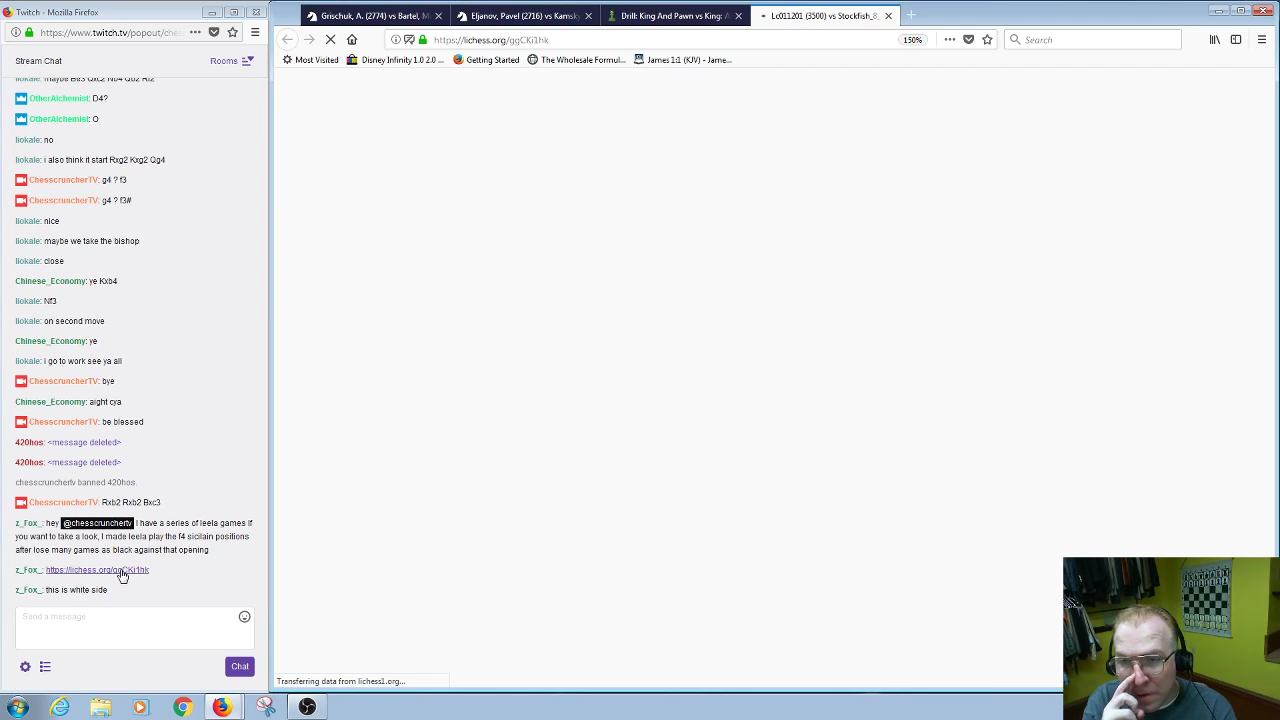 Twitch - Mozilla Firefox
https://www.twitch.tv/popout/che
Stream Chat
Rooms
OtherAlchemist: D4?
OtherAlchemist: O
liokale: no
liokale: i also think it start Rxg2 Kxg2 Qg4
ChesscruncherTV: g4 ? f3
ChesscruncherTV: g4 ? f3#
liokale: nice
liokale: maybe we take the bishop
liokale: close
Chinese_Economy: ye Kxb4
liokale: Nf3
liokale: on second move
Chinese_Economy: ye
liokale: I go to work see ya all
ChesscruncherTV: bye
Chinese_Economy: aight cya
ChesscruncherTV: be blessed
420hos: <message deleted>
420hos: <message deleted>
chesscrunchertv banned 420hos.
ChesscruncherTV: Rxb2 Rxb2 Bxc3
z_Fox_: hey @chesscrunchertv I have a series of leela games if
you want to take a look, I made leela play the f4 sicilain positions
after lose many games as black against that opening
z_Fox_: https://lichess.org/ggCKi1hk
z_Fox_: this is white side
Send a message
Chat
Grischuk, A. (2774) vs Bartel, M
Eljanov, Pavel (2716) vs Kamsky
Drill: King And Pawn vs King: A
Lc011201 (3500) vs Stockfish_8_
https://lichess.org/ggCKi1hk
150%
Search
Most Visited
Disney Infinity 1.0 2.0 ...
Getting Started
The Wholesale Formul...
James 1:1 (KJV) - Jame...
Transferring data from lichess1.org...